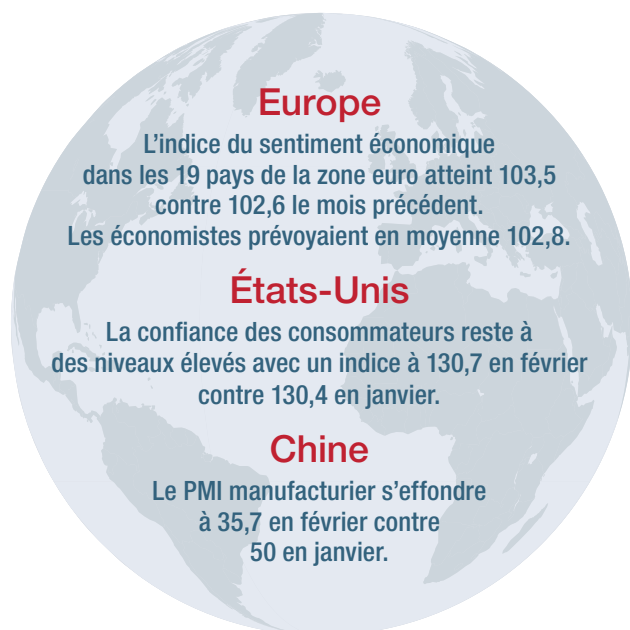 Europe
L’indice du sentiment économique
dans les 19 pays de la zone euro atteint 103,5
contre 102,6 le mois précédent.
Les économistes prévoyaient en moyenne 102,8.
États-Unis
La confiance des consommateurs reste à
des niveaux élevés avec un indice à 130,7 en février
contre 130,4 en janvier.
Chine
Le PMI manufacturier s’effondre
à 35,7 en février contre
50 en janvier.